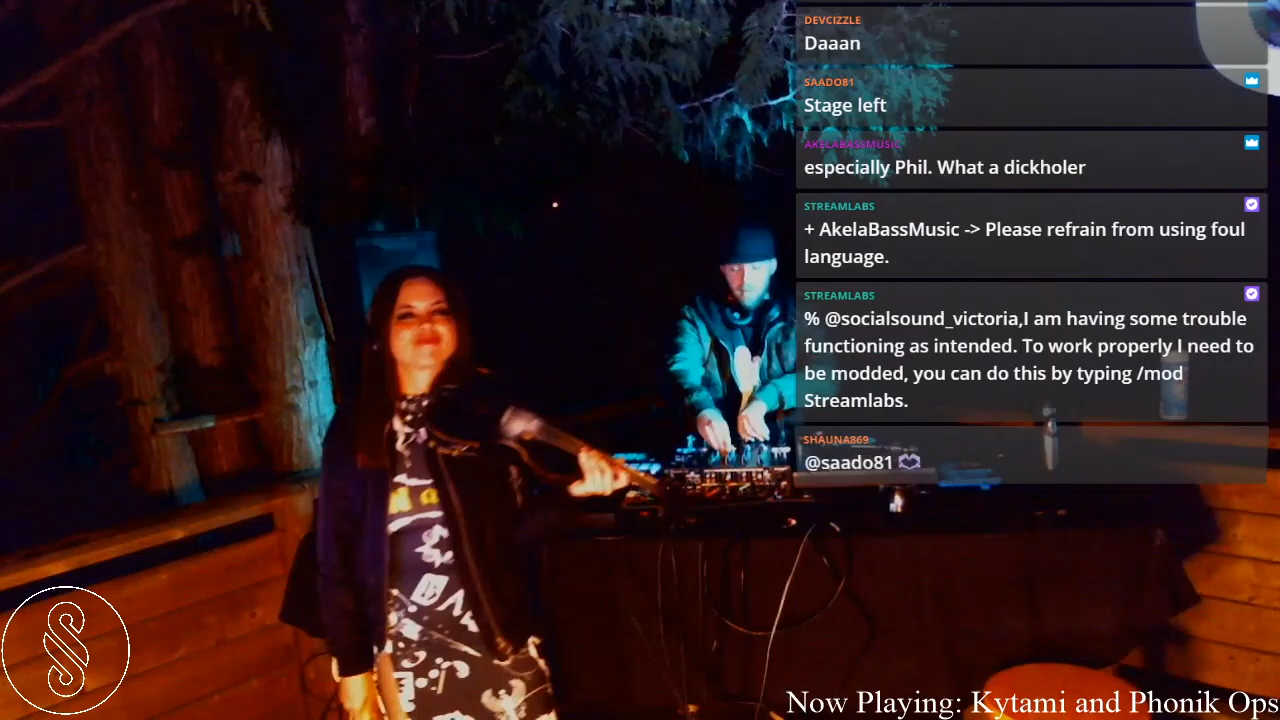 DEVCIZZLE
Daaan
SAADO81
Stage left
AKELABASSMUSIC
especially Phil. What a dickholer
STREAMLABS
+ AkelaBassMusic -> Please refrain from using foul
language.
STREAMLABS
% @socialsound_victoria,I am having some trouble
functioning as intended. To work properly I need to
be modded, you can do this by typing /mod
Streamlabs.
SHAUNA869
@saado81
Now Playing: Kytami and Phonik Ops